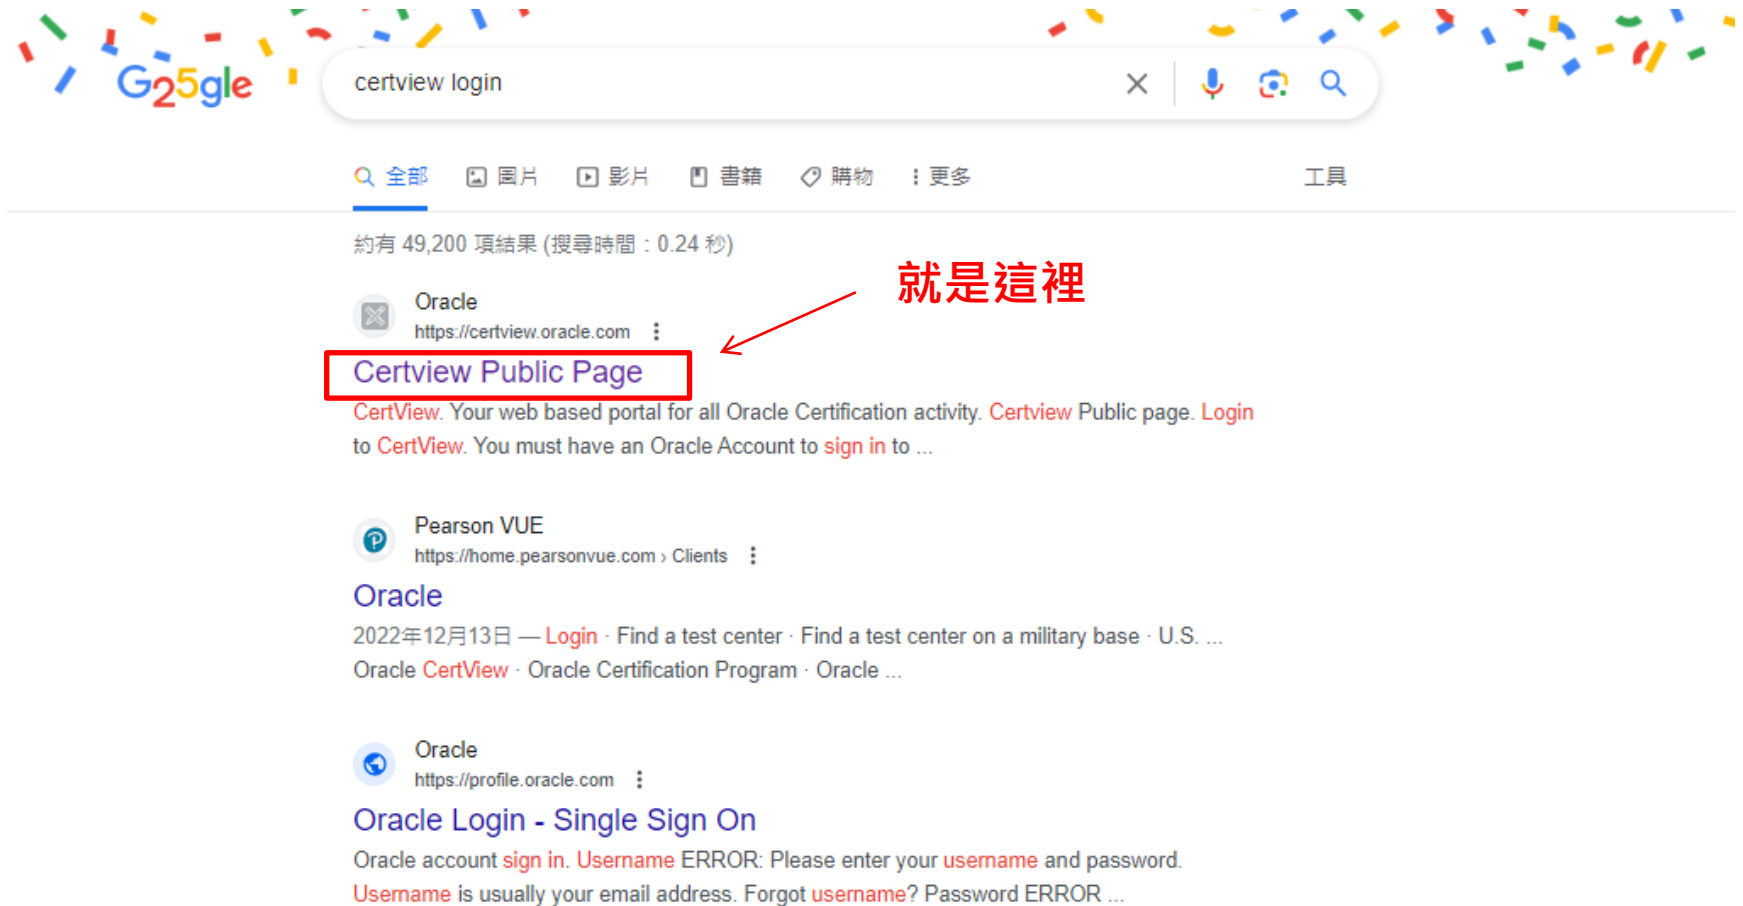 G25gle
certview login
全部 圖片 影片 書籍 購物 更多 工具
約有 49,200 項結果 (搜尋時間：0.24 秒)
就是這裡
Oracle
https://certview.oracle.com
Certview Public Page
CertView. Your web based portal for all Oracle Certification activity. Certview Public page. Login
to CertView. You must have an Oracle Account to sign in to ...
Pearson VUE
https://home.pearsonvue.com › Clients
Oracle
2022年12月13日 — Login · Find a test center · Find a test center on a military base · U.S. ...
Oracle CertView · Oracle Certification Program · Oracle ...
Oracle
https://profile.oracle.com
Oracle Login - Single Sign On
Oracle account sign in. Username ERROR: Please enter your username and password.
Username is usually your email address. Forgot username? Password ERROR ...